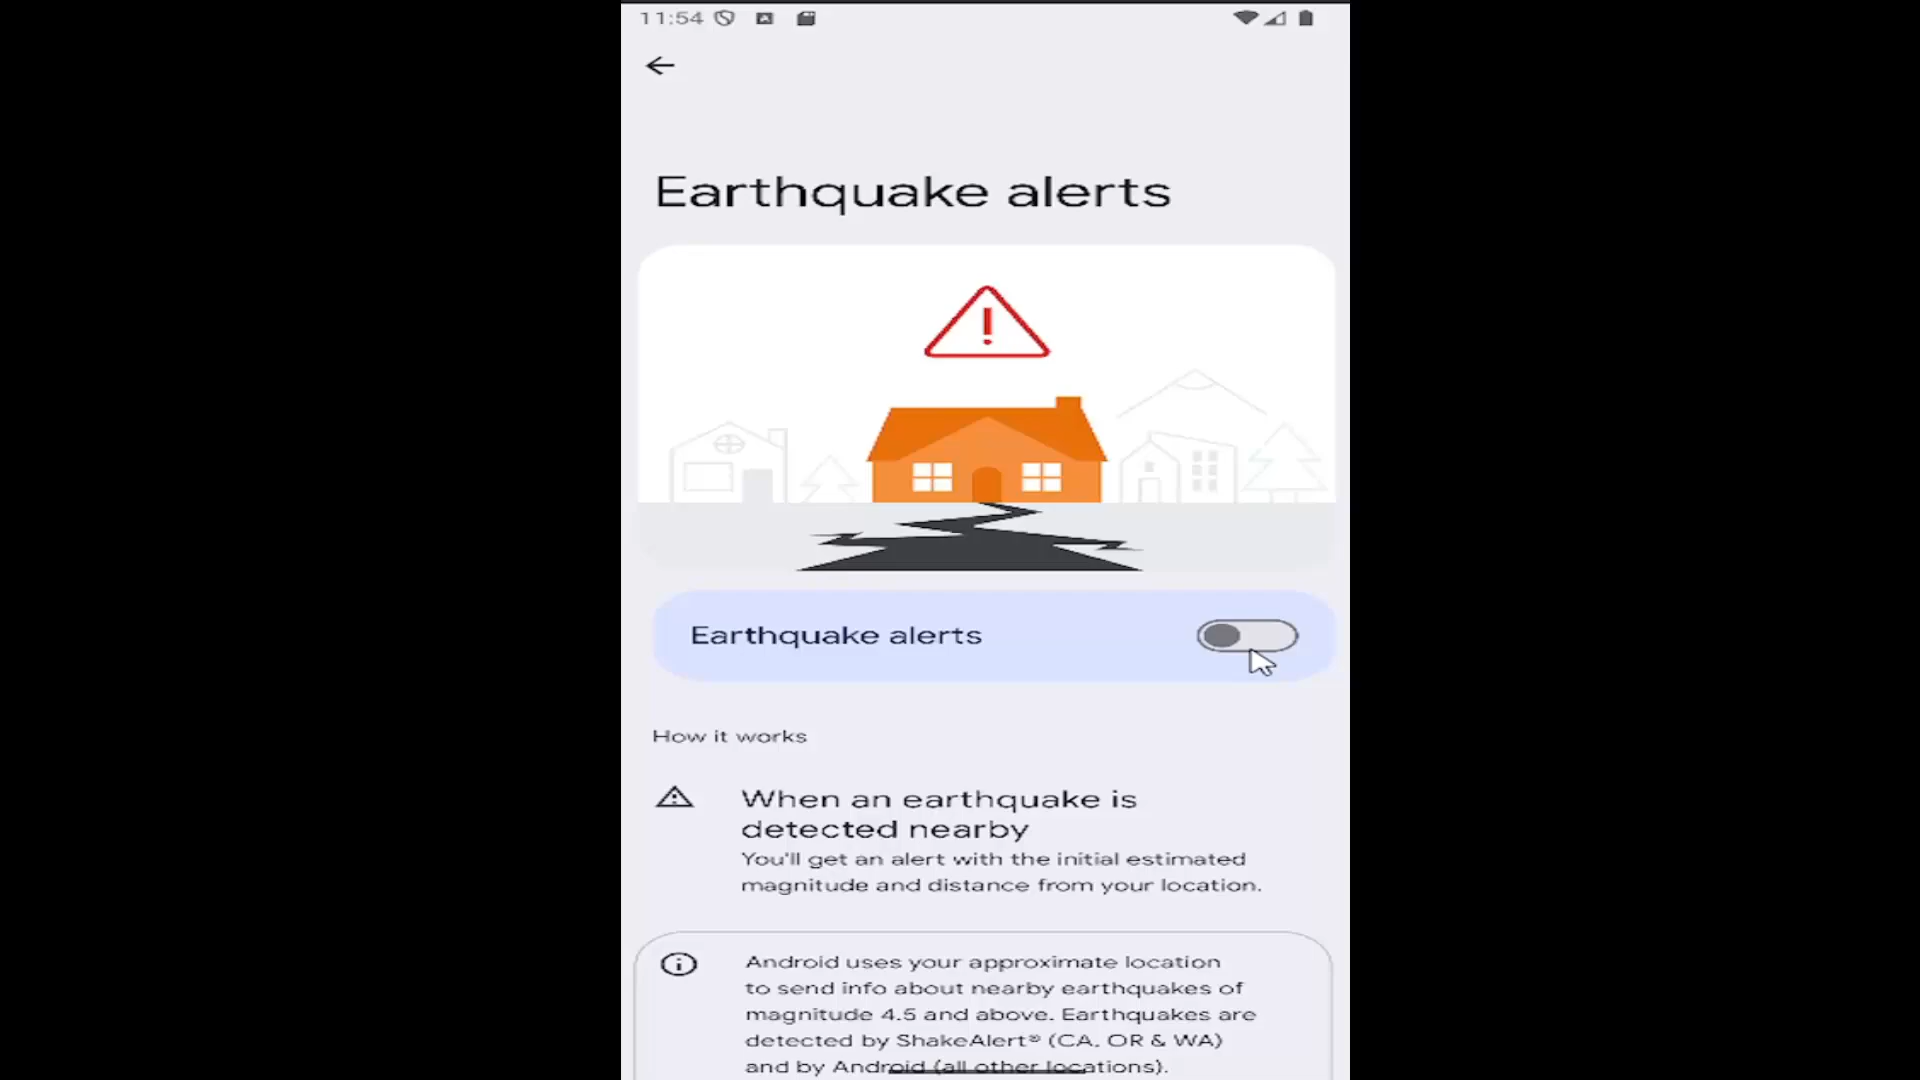 11:54
Earthquake alerts
Earthquake alerts
How it works
When an earthquake is
detected nearby
You'll get an alert with the initial estimated
magnitude and distance from your location.
Android uses your approximate location
to send info about nearby earthquakes of
magnitude 4.5 and above. Earthquakes are
detected by ShakeAlert® (CA, OR & WA)
and by Android (all other locations).